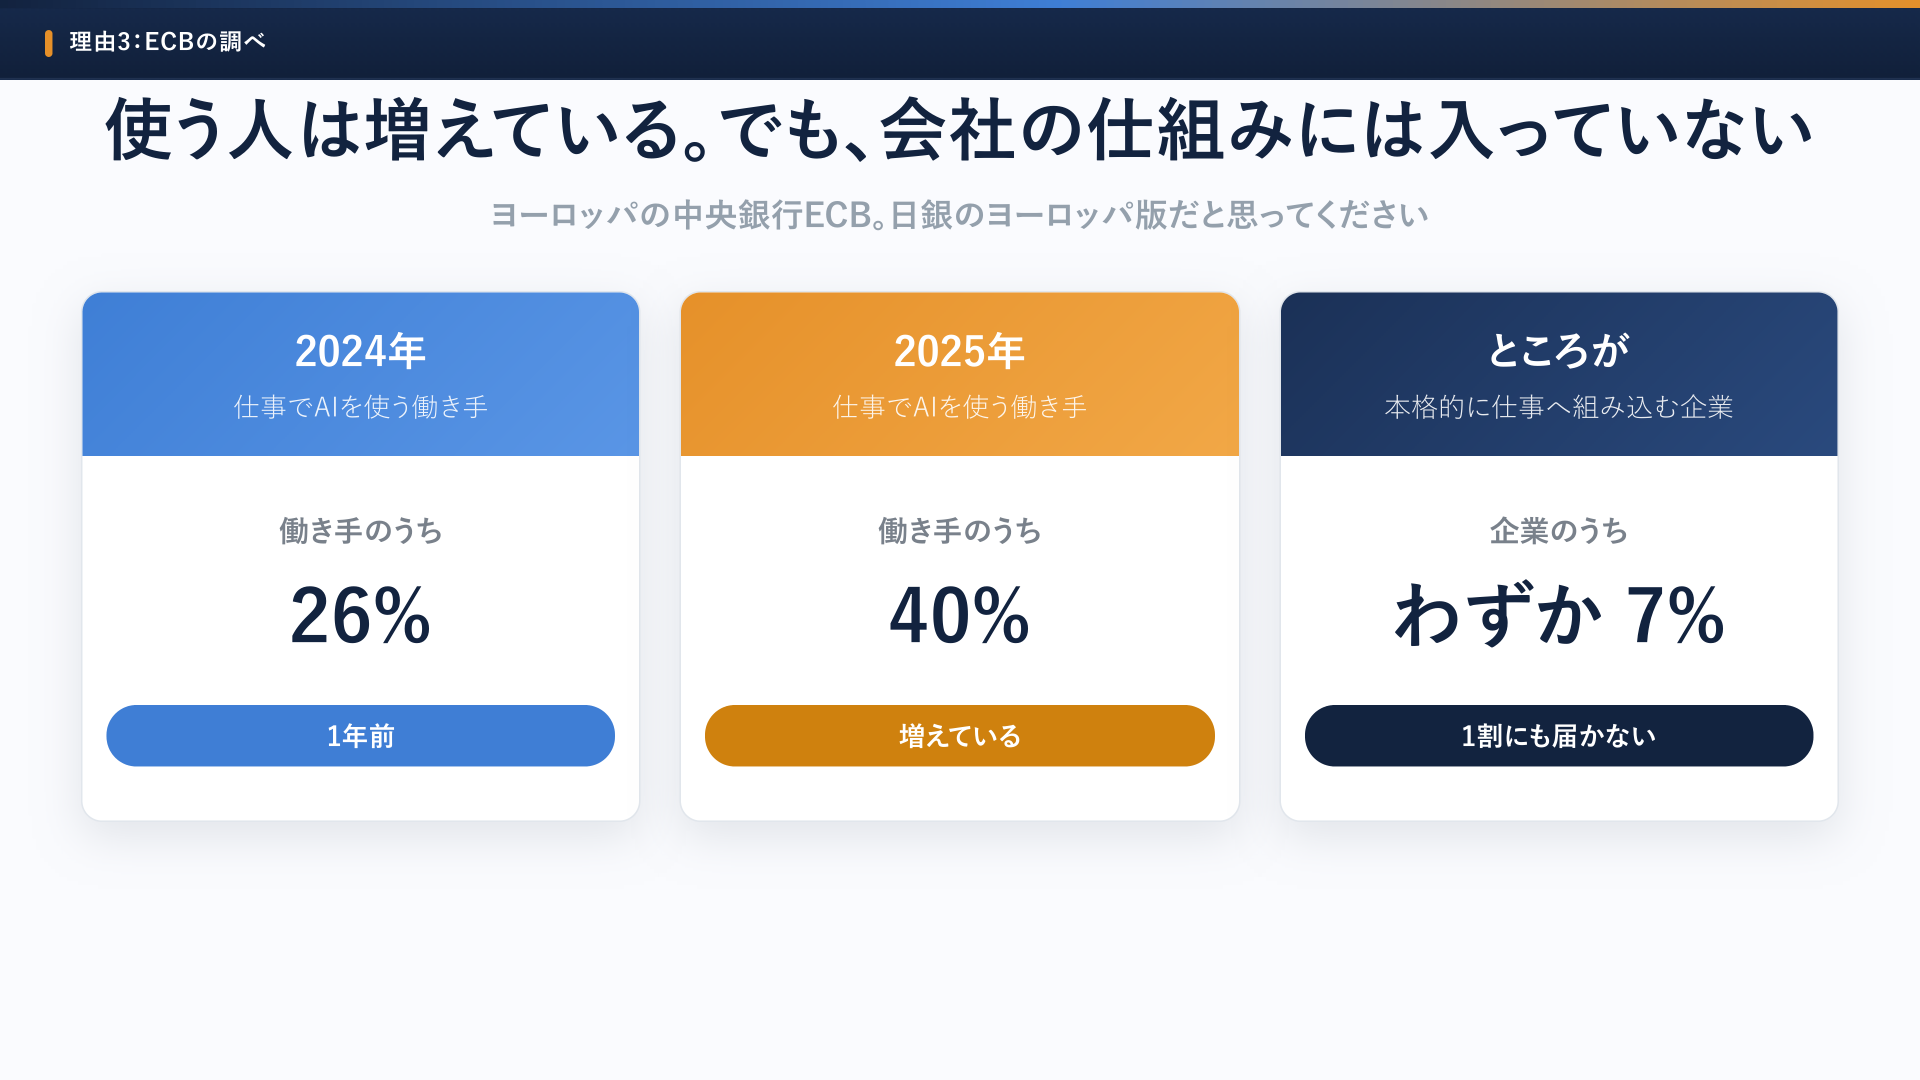 理由3：ECBの調べ
使う人は増えている。でも、会社の仕組みには入っていない
ヨーロッパの中央銀行ECB。日銀のヨーロッパ版だと思ってください
2024年
仕事でAIを使う働き手
働き手のうち
26%
1年前
2025年
仕事でAIを使う働き手
働き手のうち
40%
増えている
ところが
本格的に仕事へ組み込む企業
企業のうち
わずか 7%
1割にも届かない